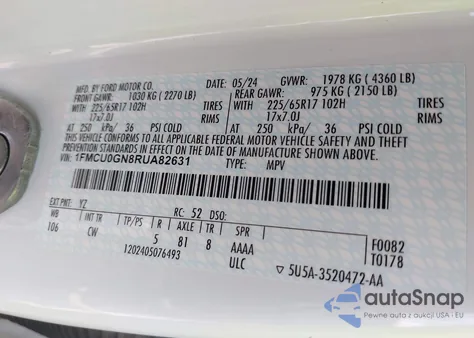 MFD. BY FORD MOTOR CO.
DATE: 05/24 GVWR: 1978 KG (4360 LB)
FRONT GAWR: 1030 KG (2270 LB) REAR GAWR: 975 KG (2150 LB)
WITH WITH
225/65R17 102H TIRES 225/65R17 102H TIRES
17x7.0J RIMS 17x7.0J RIMS
AT 250 kPa/ 36 PSI COLD AT 250 kPa/ 36 PSI COLD
THIS VEHICLE CONFORMS TO ALL APPLICABLE FEDERAL MOTOR VEHICLE SAFETY, BUMPER, AND THEFT
PREVENTION STANDARDS IN EFFECT ON THE DATE OF MANUFACTURE SHOWN ABOVE.
VIN: 1FMCU0GN8RUA82631 TYPE: MPV
EXT PNT: YZ RC: 52 DSO:
WB INT TR TP/PS R AXLE TR SPR
106 CW 5 81 8 AAAA
ULC
F0082
T0178
1202405076493
5U5A-3520472-AA
autoSnap
Zakup i import aut z aukcji USA - EU